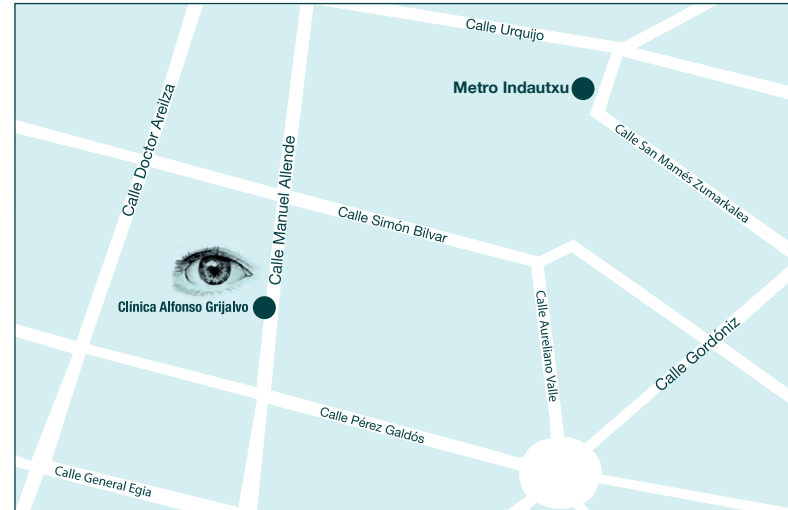 Calle Urquijo
Metro Indautxu
Calle Doctor Areilza
Calle San Mamés Zumarkalea
Calle Manuel Allende
Calle Simón Bilvar
Clínica Alfonso Grijalvo
Calle Aureliano Valle
Calle Gordóniz
Calle Pérez Galdós
Calle General Egia